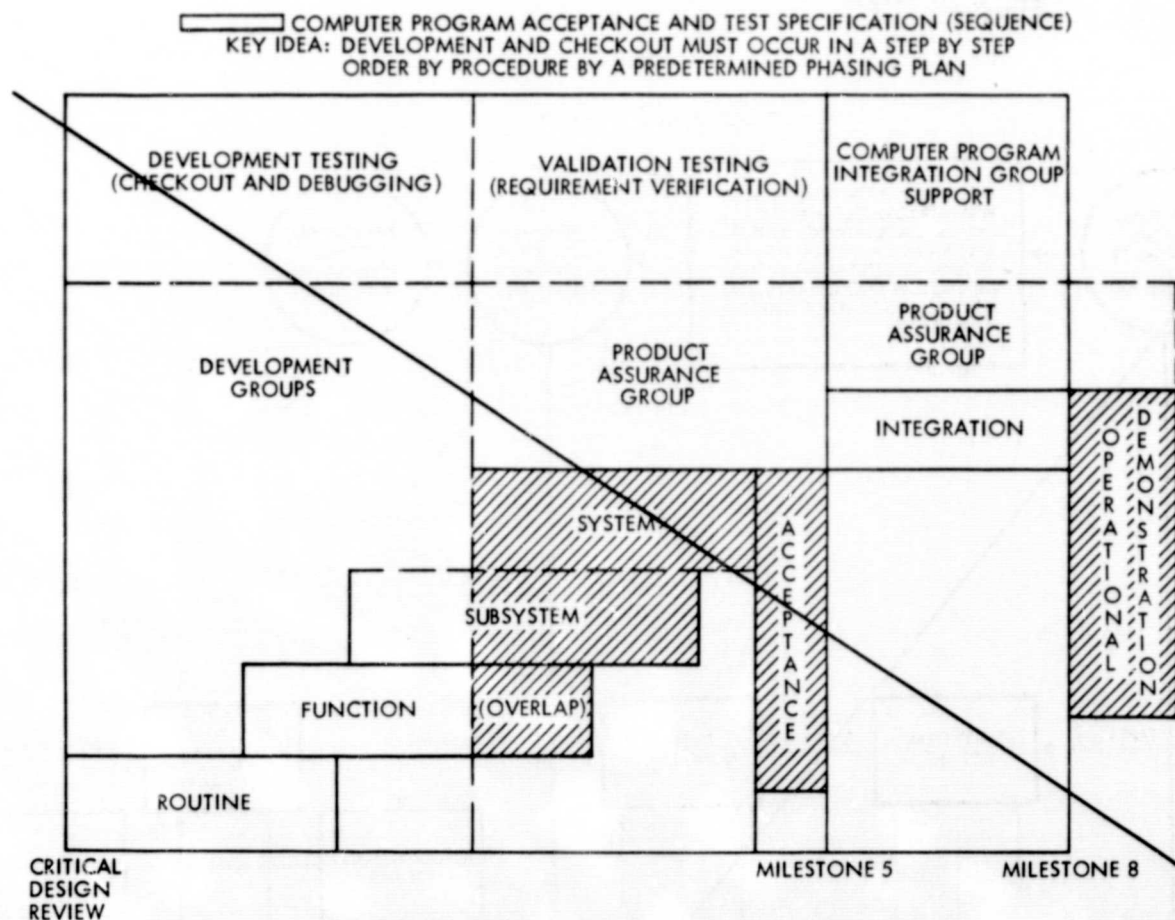 COMPUTER PROGRAM ACCEPTANCE AND TEST SPECIFICATION (SEQUENCE)
KEY IDEA: DEVELOPMENT AND CHECKOUT MUST OCCUR IN A STEP BY STEP
ORDER BY PROCEDURE BY A PREDETERMINED PHASING PLAN
DEVELOPMENT TESTING
(CHECKOUT AND DEBUGGING)
VALIDATION TESTING
(REQUIREMENT VERIFICATION)
COMPUTER PROGRAM
INTEGRATION GROUP
SUPPORT
DEVELOPMENT
GROUPS
PRODUCT
ASSURANCE
GROUP
PRODUCT
ASSURANCE
GROUP
INTEGRATION
SYSTEM
SUBSYSTEM
FUNCTION
(OVERLAP)
ROUTINE
ACCEPTANCE
OPERATIONAL
DEMONSTRATION
CRITICAL
DESIGN
REVIEW
MILESTONE 5
MILESTONE 8